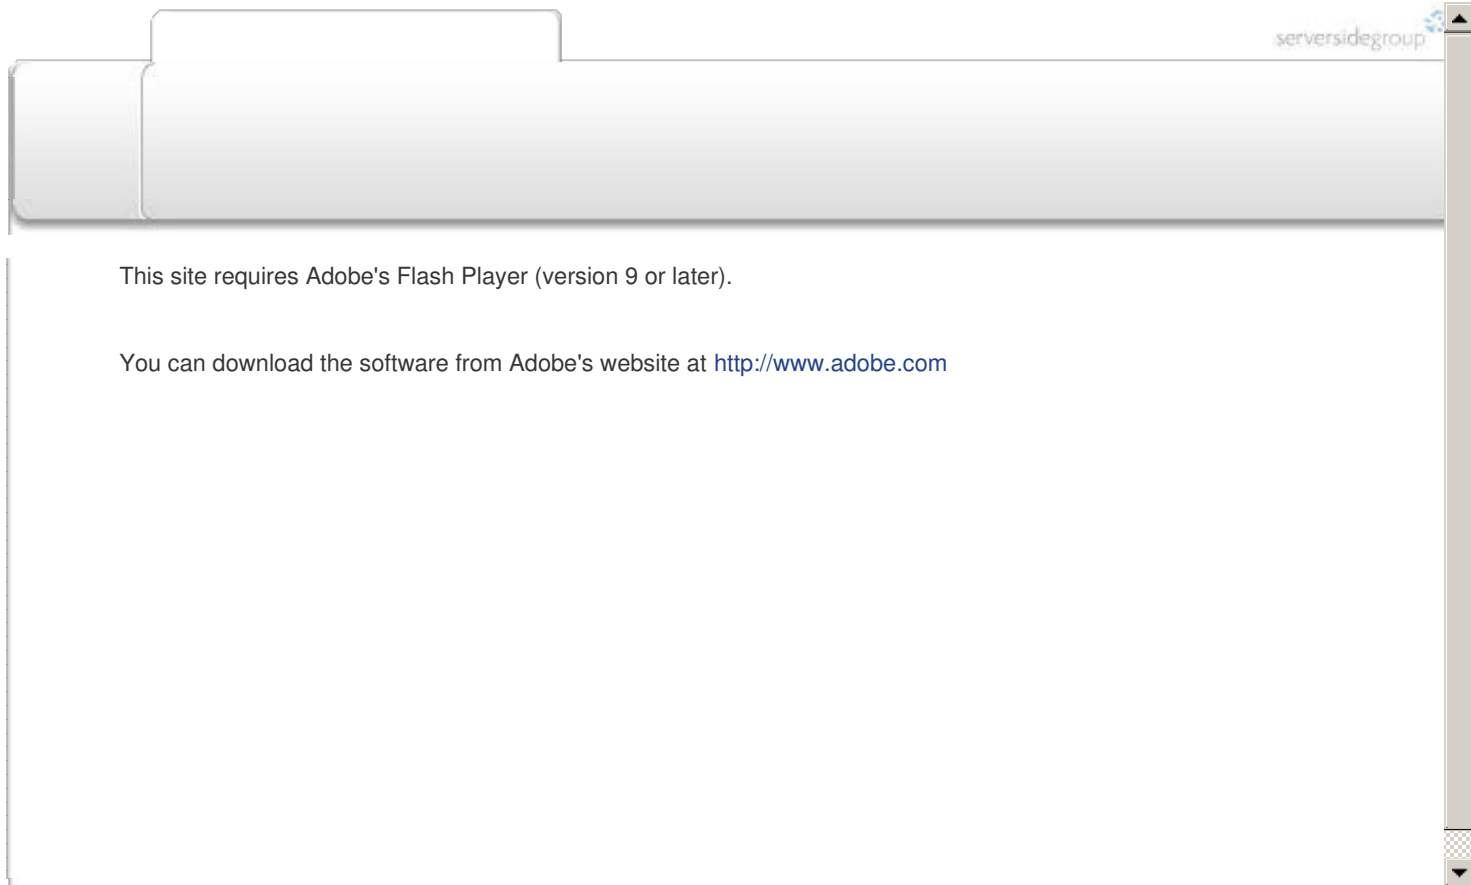 serversidegroup
This site requires Adobe's Flash Player (version 9 or later).
You can download the software from Adobe's website at http://www.adobe.com